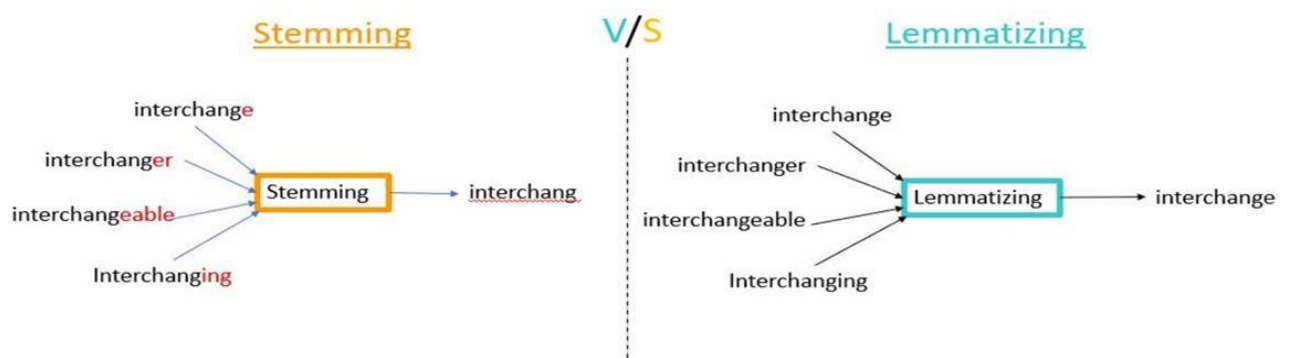 Stemming
V/S
Lemmatizing
interchange
interchanger
interchangeable
Interchanging
Stemming
interchang
interchange
interchanger
interchangeable
Interchanging
Lemmatizing
interchange